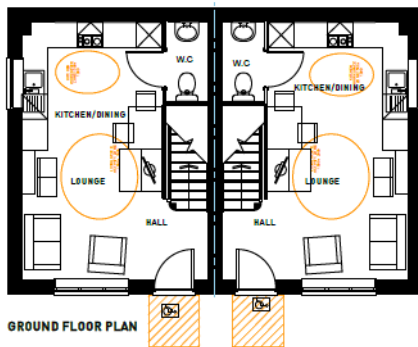 W.C
W.C
KITCHEN/DINING
KITCHEN/DINING
LOUNGE
LOUNGE
HALL
HALL
GROUND FLOOR PLAN